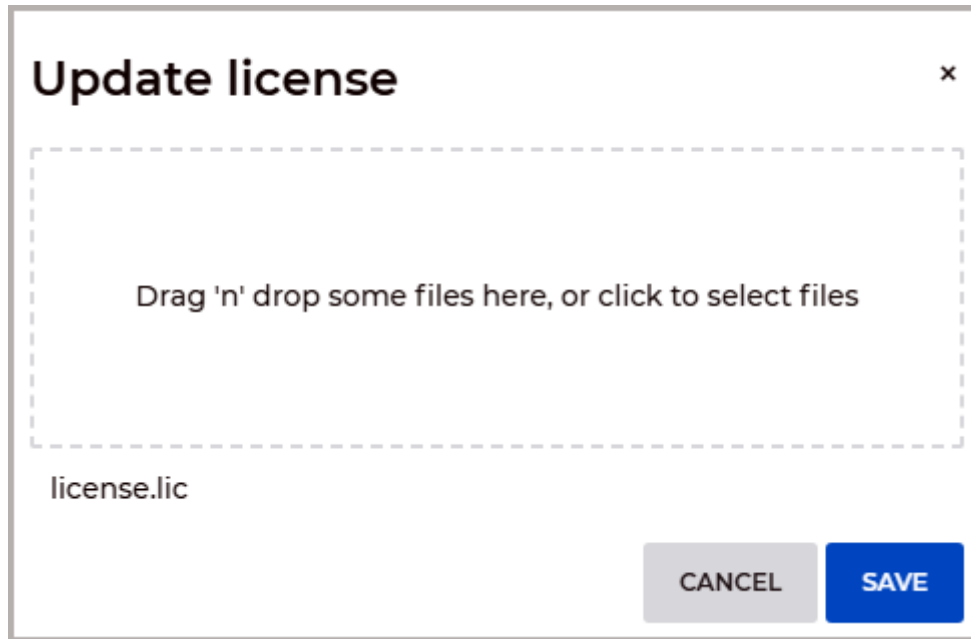 Update license
×
Drag 'n' drop some files here, or click to select files
license.lic
CANCEL
SAVE